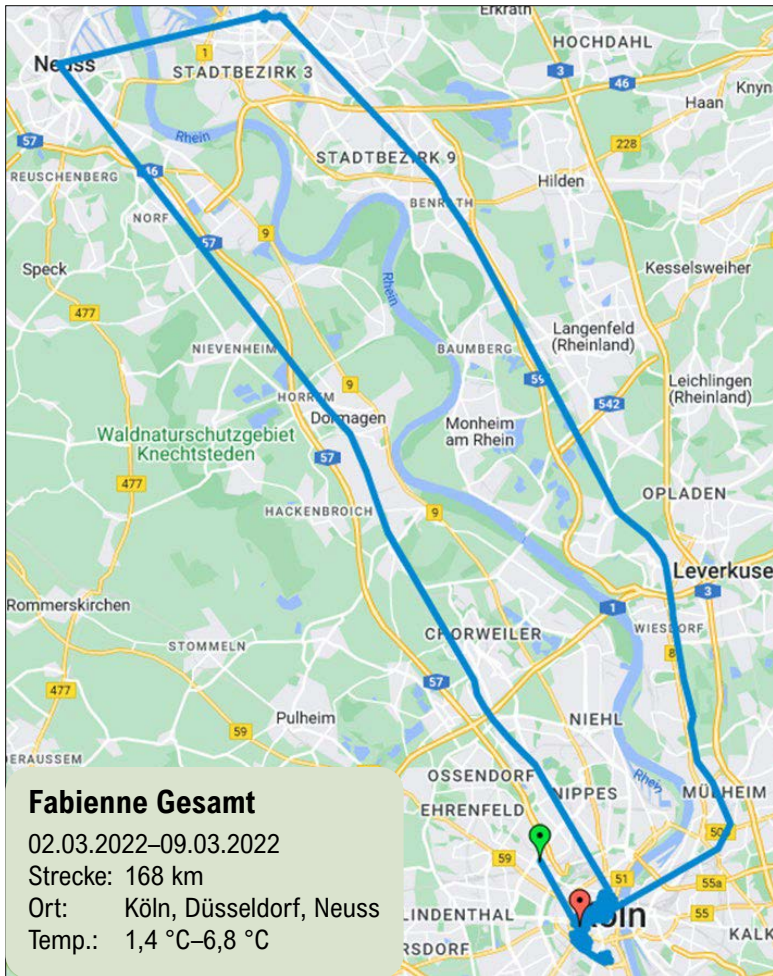 Erkrath
HOCHDAHL
3
1
Neuss
STADTBEZIRK 3
46
Haan
Rhein
57
STADTBEZIRK 9
228
REUSCHENBERG
46
Hilden
BENRATH
NORF
9
57
Speck
Rhein
Kesselsweiher
477
Langenfeld
(Rheinland)
NIEVENHEIM
BAUMBERG
9
59
Leichlingen
(Rheinland)
HORREM
542
Dormagen
Monheim
am Rhein
Waldnaturschutzgebiet
Knechtsteden
57
477
OPLADEN
HACKENBROICH
9
Leverkuse
3
Rommerskirchen
1
CHORWEILER
WIESDORF
STOMMELN
8
57
477
Pulheim
NIEHL
59
DERAUSSEM
Rhein
OSSENDORF
NIPPES
MÜLHEIM
EHRENFELD
59
51
55a
LINDENTHAL
Köln
55
KALK
Fabienne Gesamt
02.03.2022–09.03.2022
Strecke: 168 km
Ort: Köln, Düsseldorf, Neuss
Temp.: 1,4 °C–6,8 °C